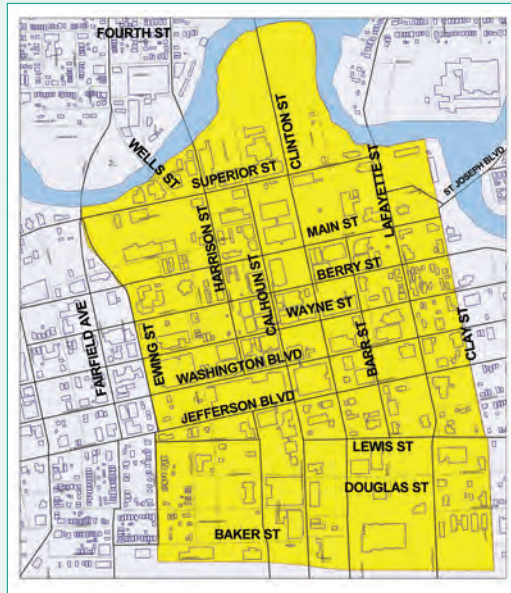 FOURTH ST
WELLS ST
CLINTON ST
SUPERIOR ST
LAFAYETTE ST
ST JOSEPH BLVD
HARRISON ST
MAIN ST
BERRY ST
CALHOUN ST
WAYNE ST
FAIRFIELD AVE
EWING ST
BARR ST
CLAY ST
WASHINGTON BLVD
JEFFERSON BLVD
LEWIS ST
DOUGLAS ST
BAKER ST